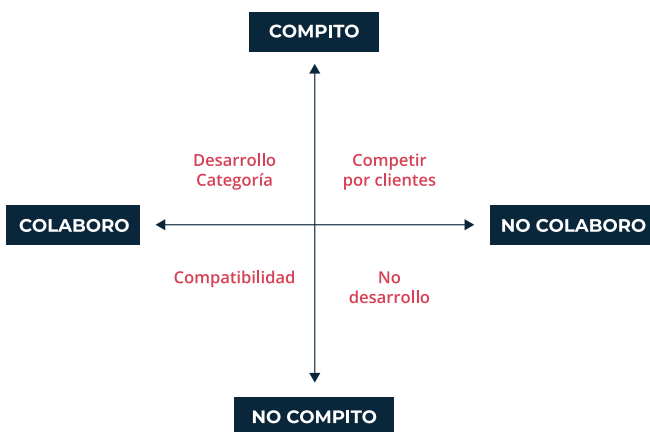 COMPITO
Desarrollo
Categoría
Competir
por clientes
COLABORO
NO COLABORO
Compatibilidad
No
desarrollo
NO COMPITO